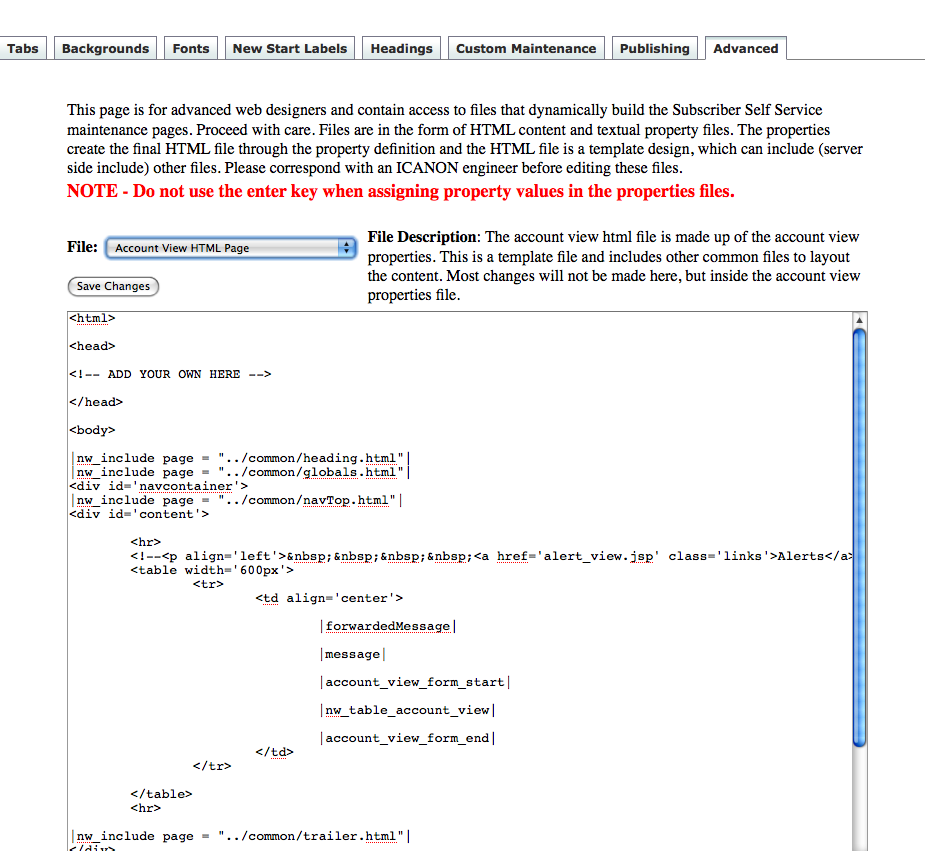 Tabs Backgrounds Fonts New Start Labels Headings Custom Maintenance Publishing Advanced
This page is for advanced web designers and contain access to files that dynamically build the Subscriber Self Service
maintenance pages. Proceed with care. Files are in the form of HTML content and textual property files. The properties
create the final HTML file through the property definition and the HTML file is a template design, which can include (server
side include) other files. Please correspond with an ICANON engineer before editing these files.
NOTE - Do not use the enter key when assigning property values in the properties files.
File: Account View HTML Page
Save Changes
File Description: The account view html file is made up of the account view
properties. This is a template file and includes other common files to layout
the content. Most changes will not be made here, but inside the account view
properties file.
<html>
<head>
<!-- ADD YOUR OWN HERE -->
</head>
<body>
|nw_include page = "../common/heading.html"|
|nw_include page = "../common/globals.html"|
<div id='navcontainer'>
|nw_include page = "../common/navTop.html"|
<div id='content'>
<hr>
<!--<p align='left'>&nbsp;&nbsp;&nbsp;&nbsp;<a href='alert_view.jsp' class='links'>Alerts</a>
<table width='600px'>
<tr>
<td align='center'>
|forwardedMessage|
|message|
|account_view_form_start|
|nw_table_account_view|
|account_view_form_end|
</td>
</tr>
</table>
<hr>
|nw_include page = "../common/trailer.html"|
</div>